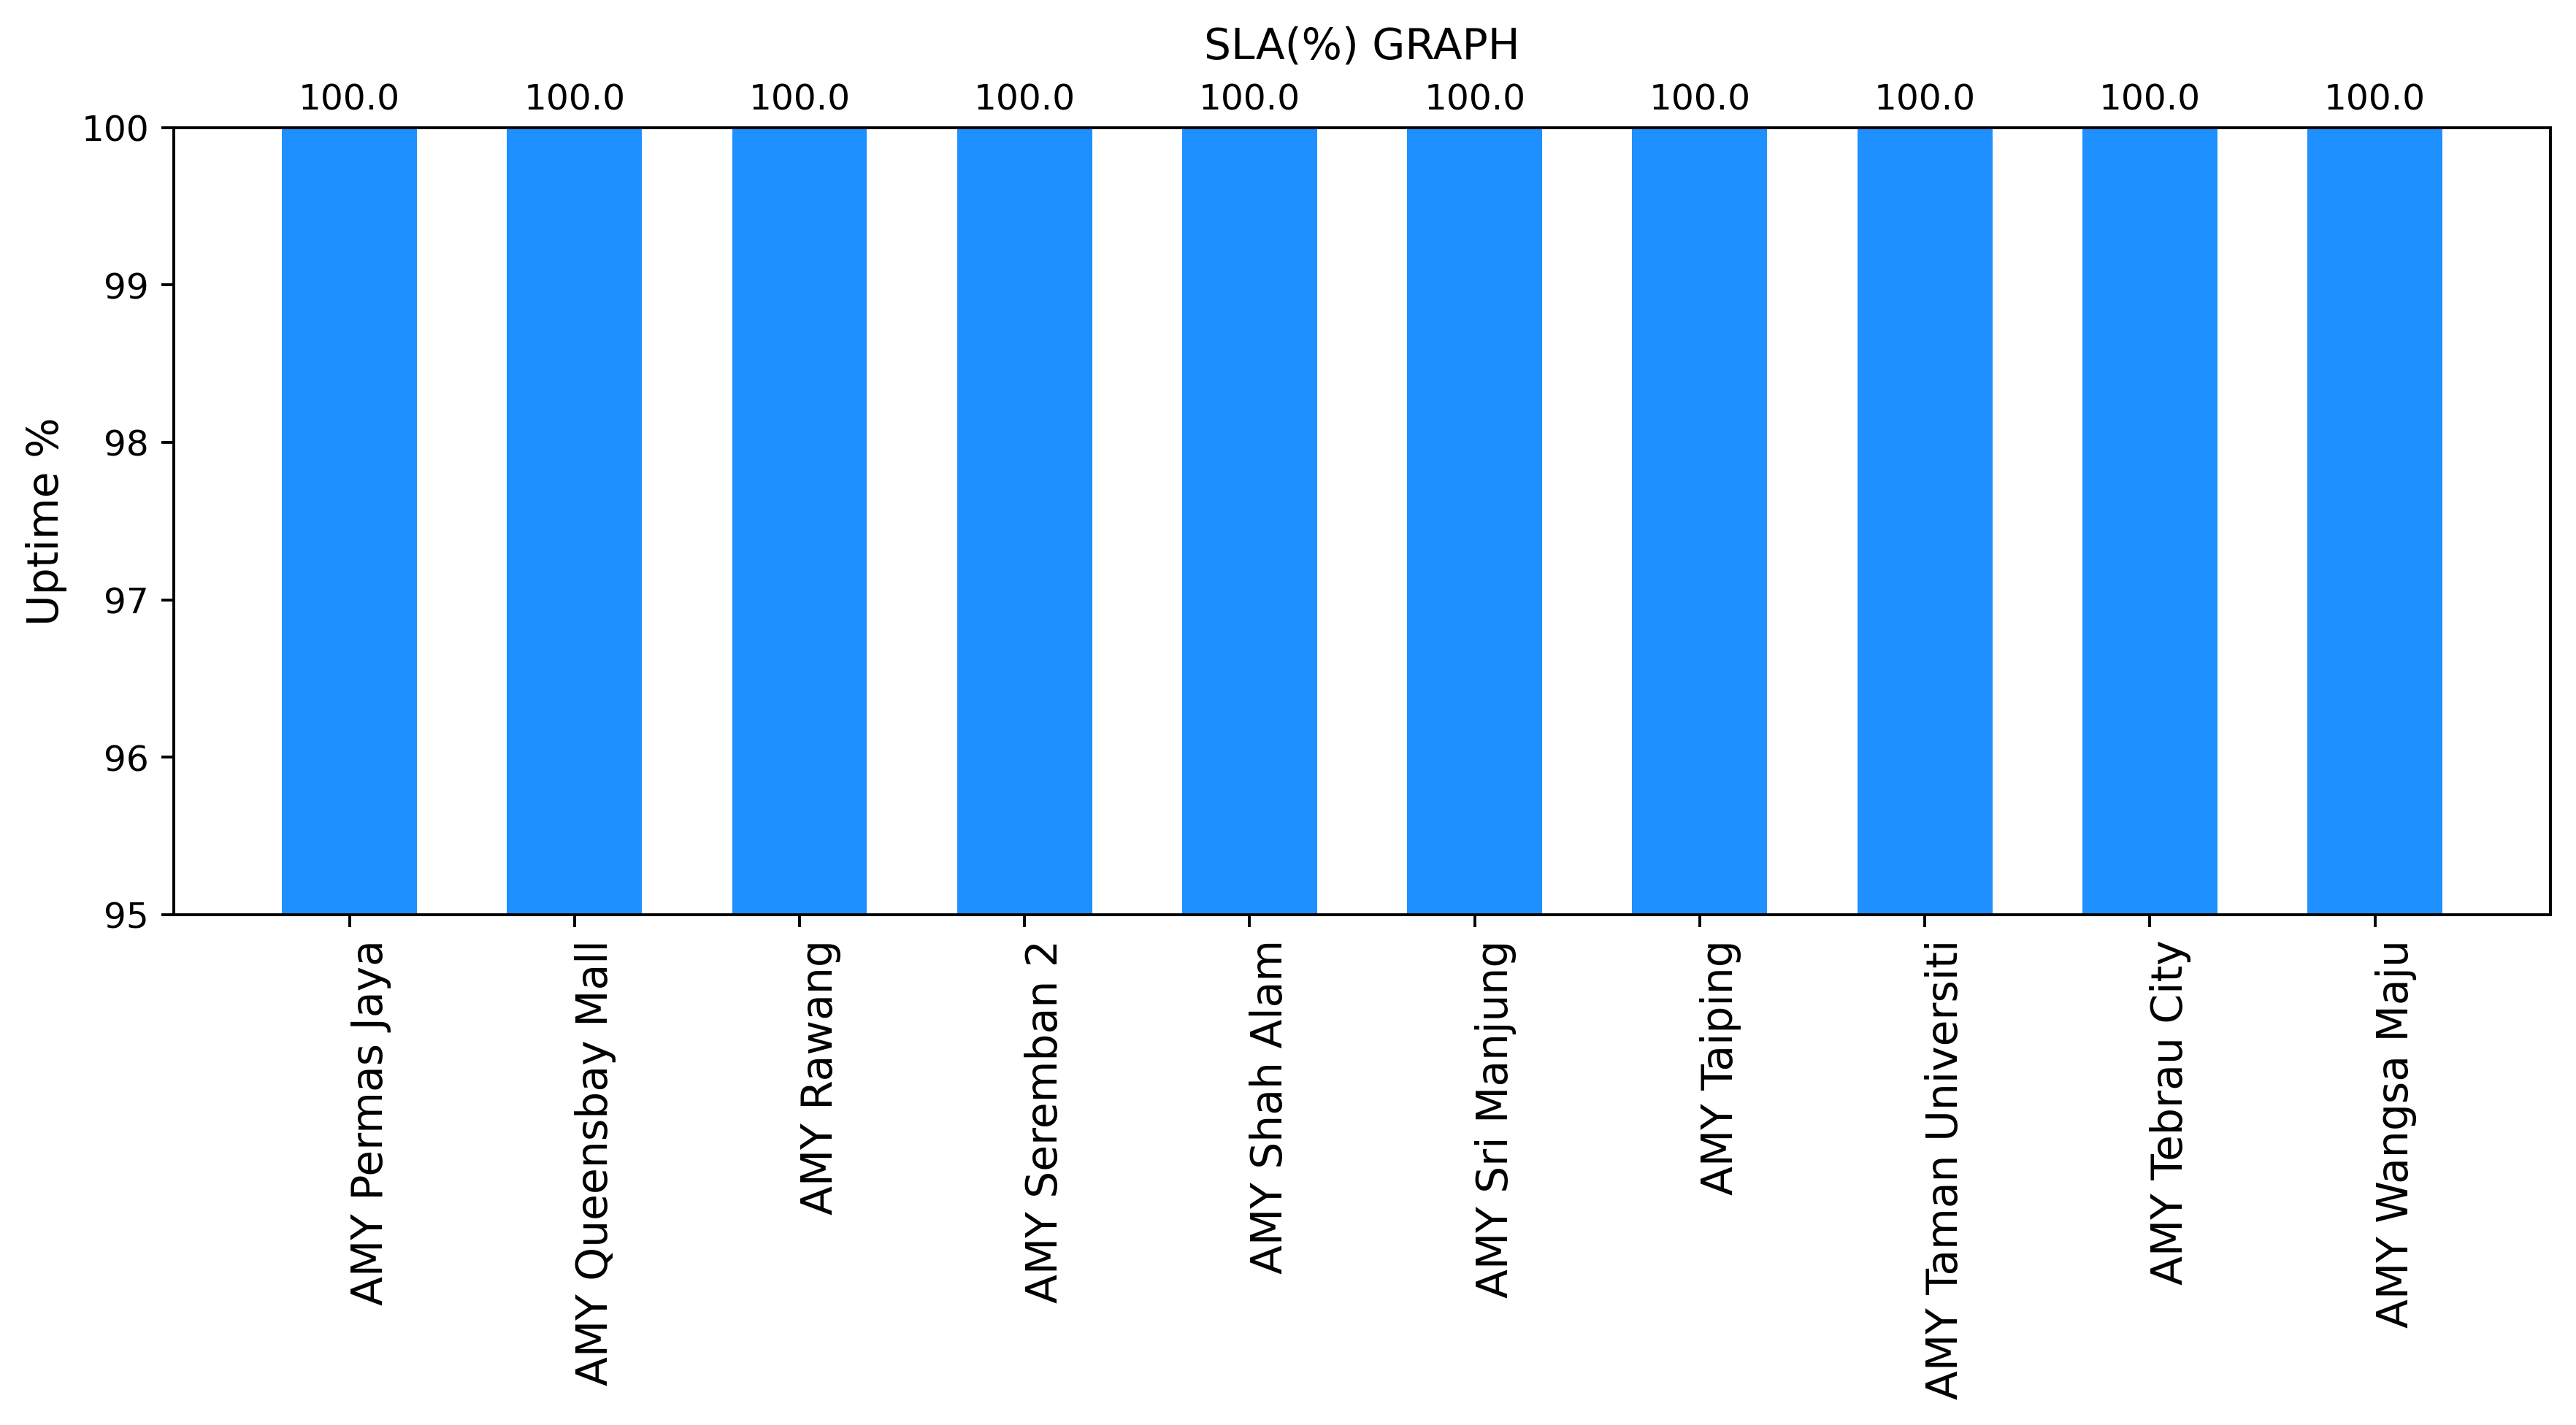 SLA(%) GRAPH
100.0 100.0 100.0 100.0 100.0 100.0 100.0 100.0 100.0 100.0
100
99
98
97
96
95
Uptime %
AMY Permas Jaya
AMY Queensbay Mall
AMY Rawang
AMY Seremban 2
AMY Shah Alam
AMY Sri Manjung
AMY Taiping
AMY Taman Universiti
AMY Tebrau City
AMY Wangsa Maju